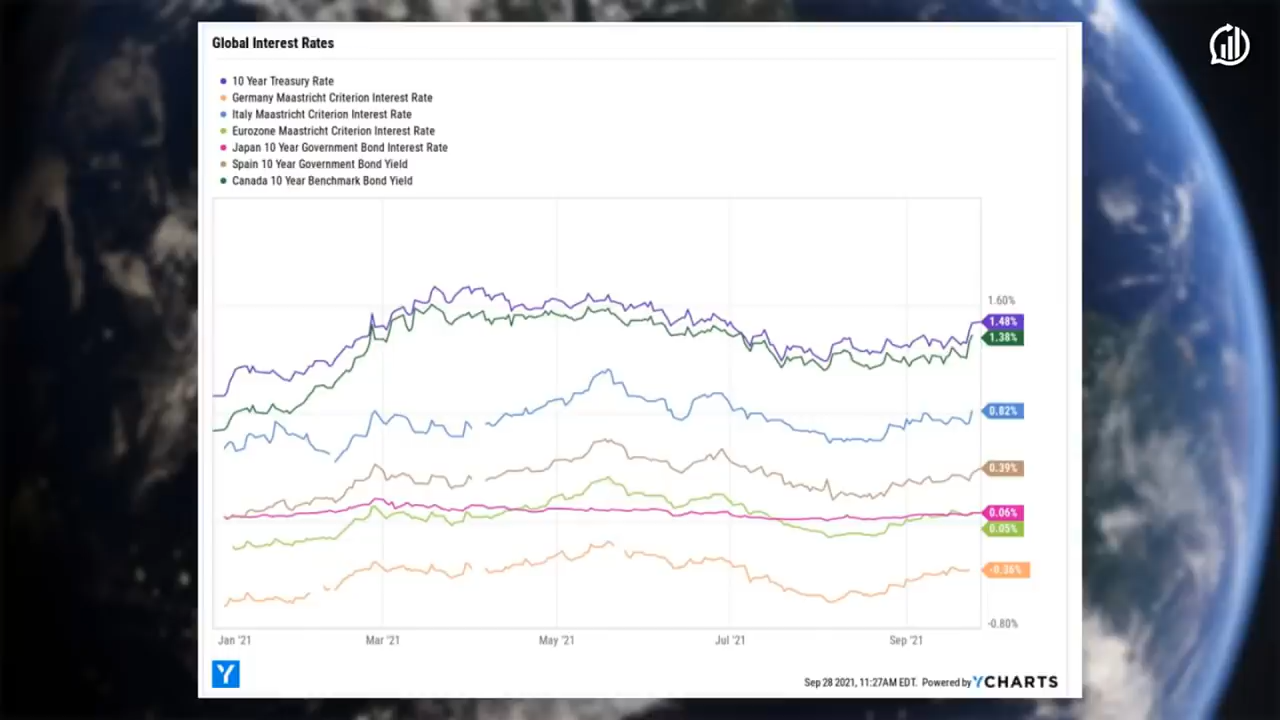 Global Interest Rates
10 Year Treasury Rate
Germany Maastricht Criterion Interest Rate
Italy Maastricht Criterion Interest Rate
Eurozone Maastricht Criterion Interest Rate
Japan 10 Year Government Bond Interest Rate
Spain 10 Year Government Bond Yield
Canada 10 Year Benchmark Bond Yield
1.60%
1.48%
1.38%
0.82%
0.39%
0.06%
0.05%
-0.36%
-0.80%
Jan '21
Mar '21
May '21
Jul '21
Sep '21
Y
Sep 28 2021, 11:27AM EDT. Powered by YCHARTS